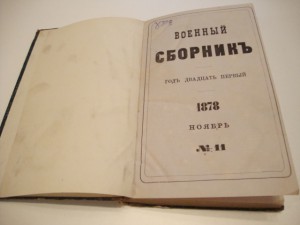 ВОЕННЫЙ
СБОРНИКЪ
ГОДЪ ДВАДЦАТЬ ПЕРВЫЙ
1878
НОЯБРЬ
№ 11